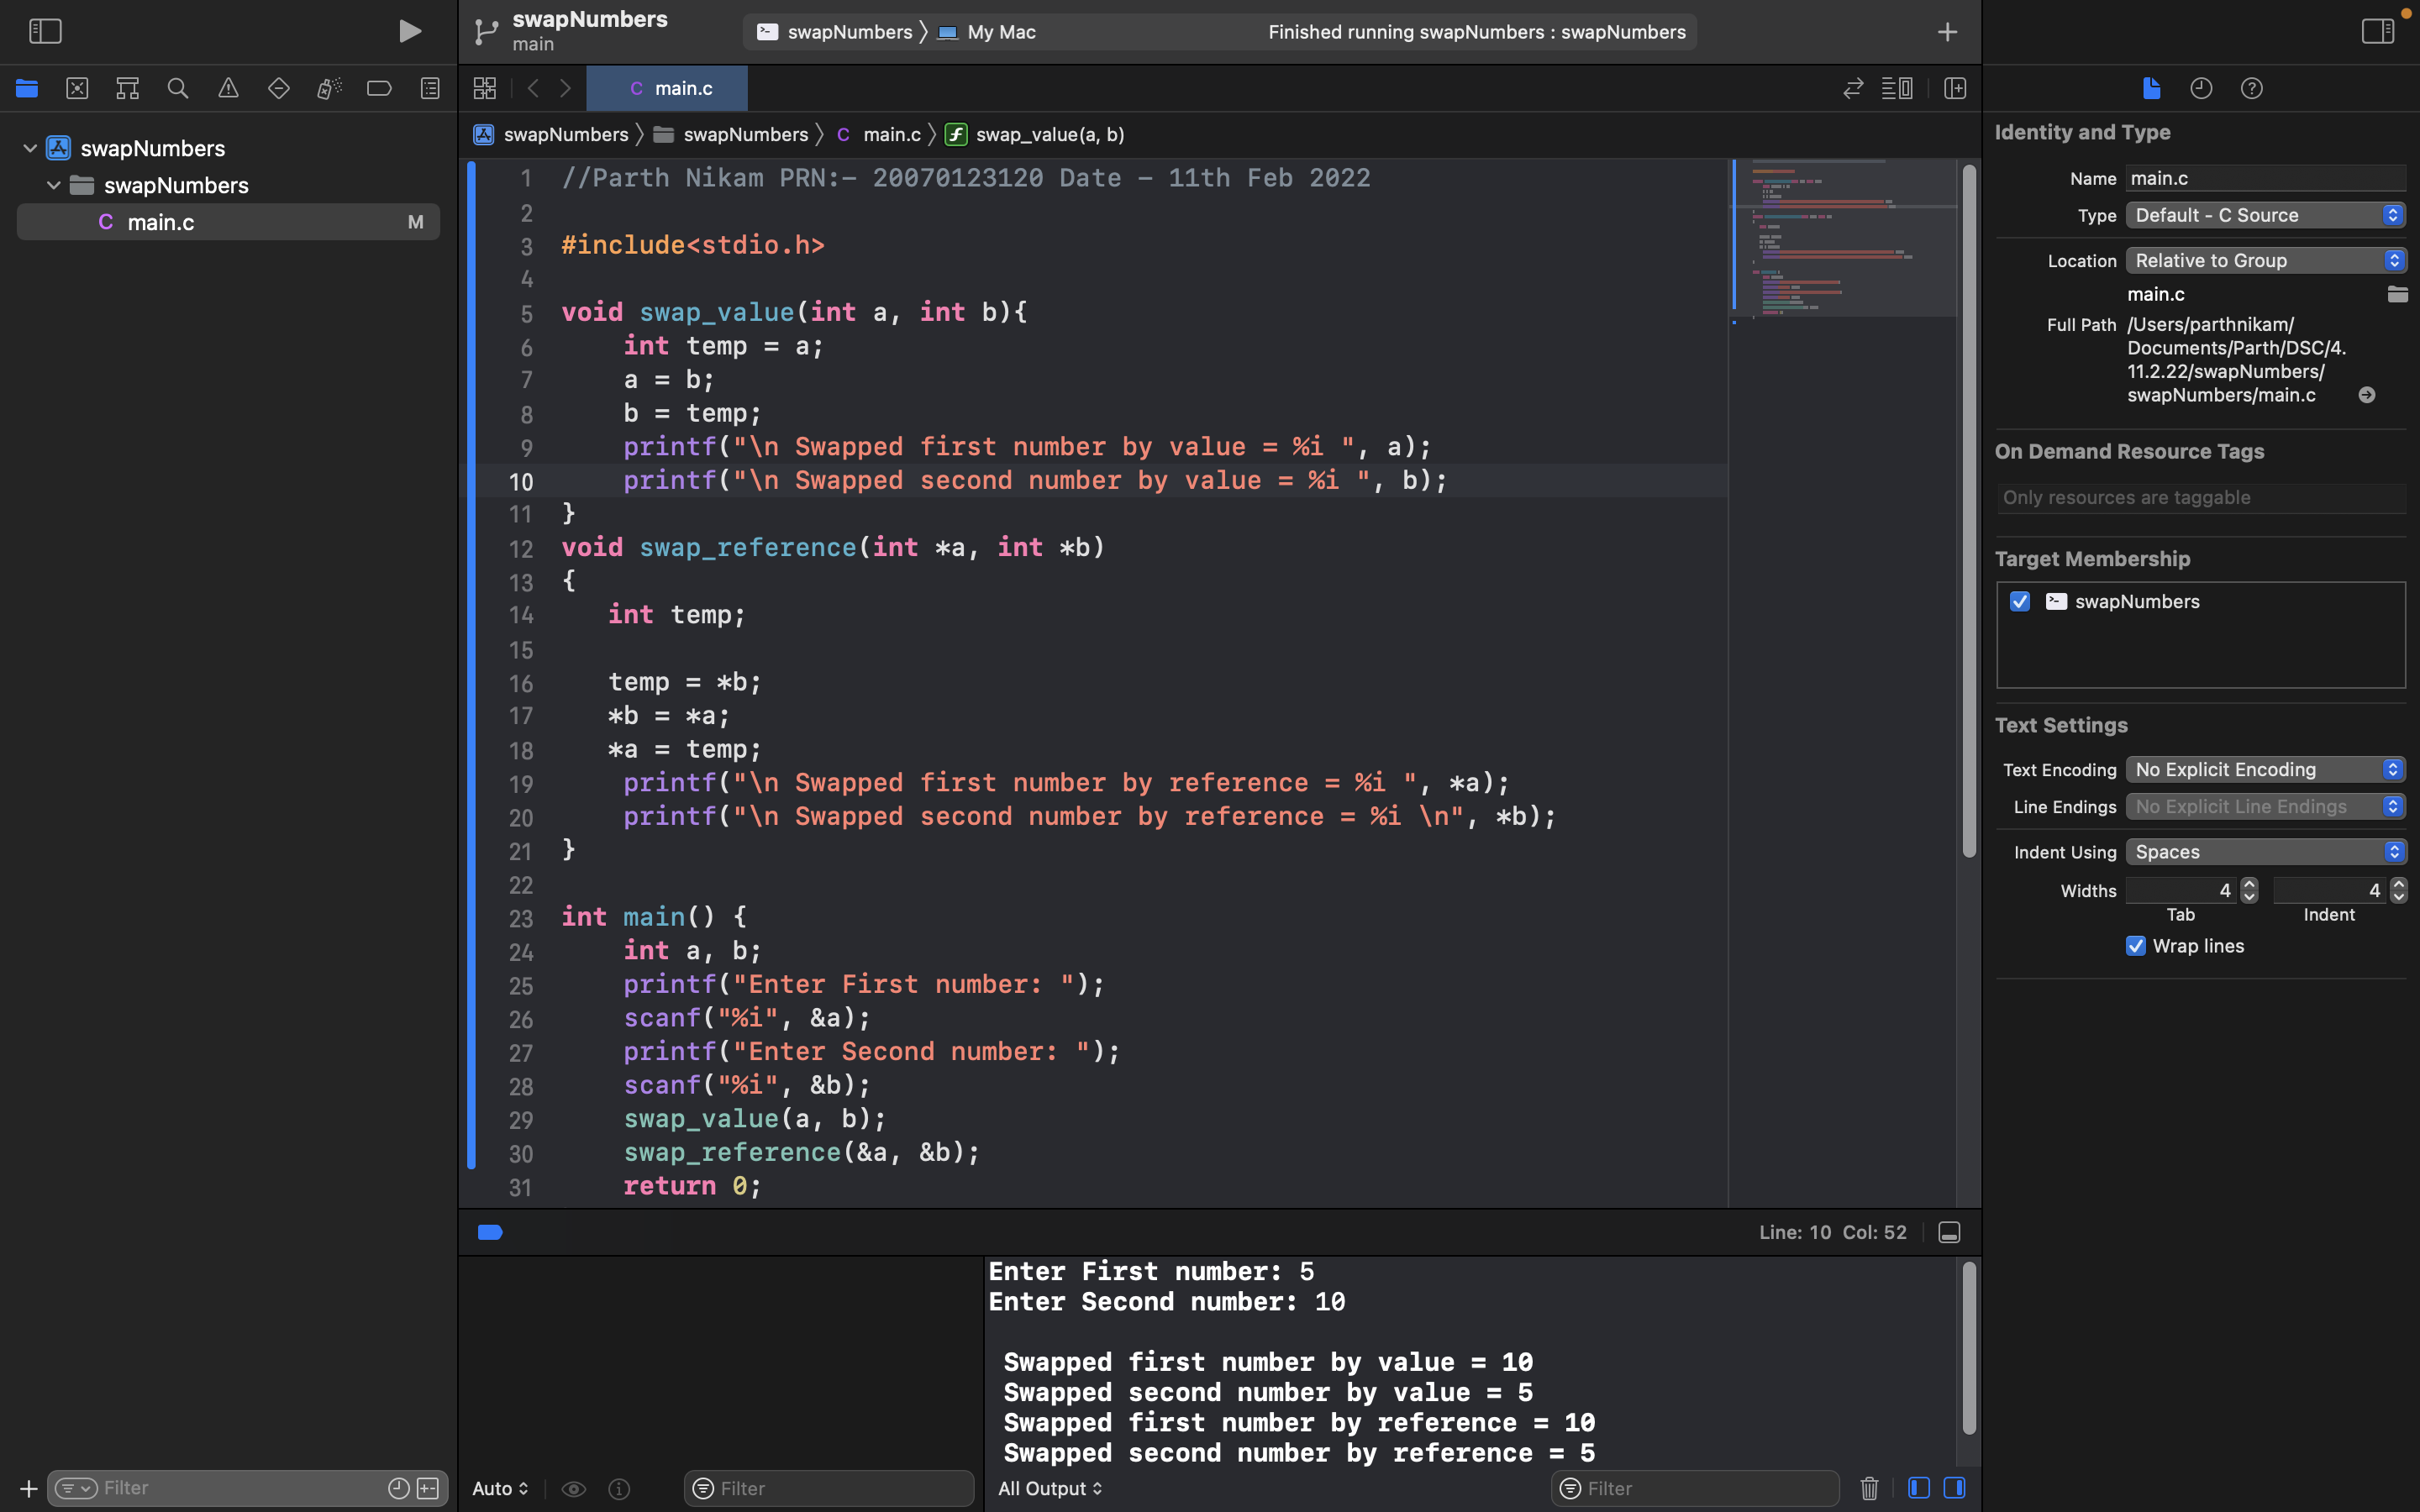 swapNumbers
main
swapNumbers
My Mac
Finished running swapNumbers : swapNumbers
C main.c
swapNumbers
swapNumbers
C main.c M
swapNumbers
swapNumbers
C main.c
swap_value(a, b)
1 //Parth Nikam PRN:- 20070123120 Date - 11th Feb 2022
2
3 #include<stdio.h>
4
5 void swap_value(int a, int b){
6     int temp = a;
7     a = b;
8     b = temp;
9     printf("\n Swapped first number by value = %i ", a);
10     printf("\n Swapped second number by value = %i ", b);
11 }
12 void swap_reference(int *a, int *b)
13 {
14    int temp;
15
16    temp = *b;
17    *b = *a;
18    *a = temp;
19     printf("\n Swapped first number by reference = %i ", *a);
20     printf("\n Swapped second number by reference = %i \n", *b);
21 }
22
23 int main() {
24     int a, b;
25     printf("Enter First number: ");
26     scanf("%i", &a);
27     printf("Enter Second number: ");
28     scanf("%i", &b);
29     swap_value(a, b);
30     swap_reference(&a, &b);
31     return 0;
Line: 10 Col: 52
Enter First number: 5
Enter Second number: 10
Swapped first number by value = 10
Swapped second number by value = 5
Swapped first number by reference = 10
Swapped second number by reference = 5
Filter
Auto
Filter
All Output
Filter
Identity and Type
Name main.c
Type Default - C Source
Location Relative to Group
main.c
Full Path /Users/parthnikam/
Documents/Parth/DSC/4.
11.2.22/swapNumbers/
swapNumbers/main.c
On Demand Resource Tags
Only resources are taggable
Target Membership
swapNumbers
Text Settings
Text Encoding No Explicit Encoding
Line Endings No Explicit Line Endings
Indent Using Spaces
Widths 4 4
Tab Indent
Wrap lines